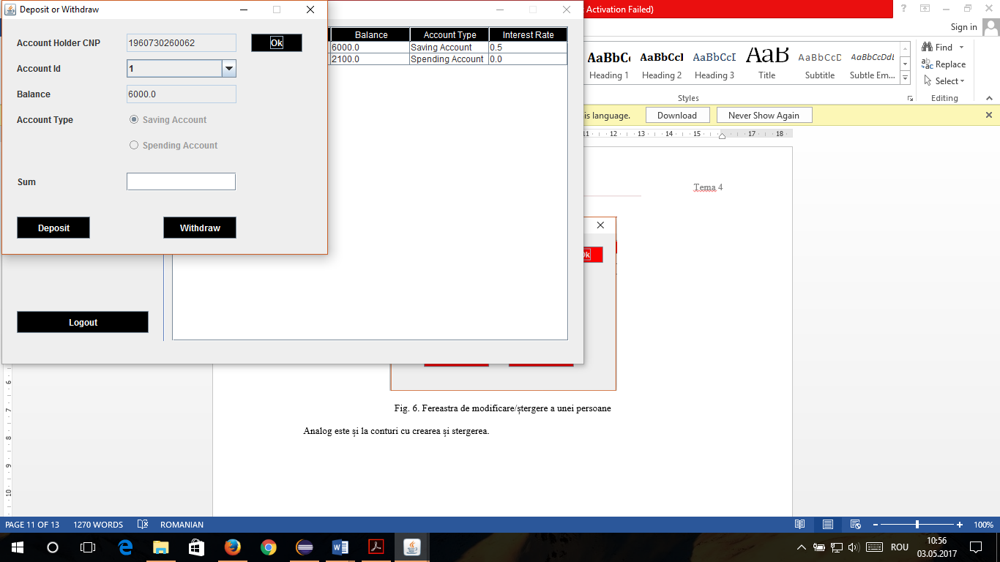 Deposit or Withdraw
Account Holder CNP 1960730260062 Ok
Account Id 1
Balance 6000.0
Account Type Saving Account
Spending Account
Sum
Deposit Withdraw
Logout
Balance Account Type Interest Rate
6000.0 Saving Account 0.5
2100.0 Spending Account 0.0
Activation Failed)
Sign in
AaBbCc AaBbCcI AaBbCcI AaB AaBbCcD AaBbCcDdI
Heading 1 Heading 2 Heading 3 Title Subtitle Subtle Em...
Styles
Find
Replace
Select
Editing
is language. Download Never Show Again
11 12 13 14 15 17 18
Tema 4
Ok
6
7
8
9
10
Fig. 6. Fereastra de modificare/ștergere a unei persoane
Analog este și la conturi cu crearea și stergerea.
PAGE 11 OF 13 1270 WORDS ROMANIAN 100%
ROU 10:56
03.05.2017